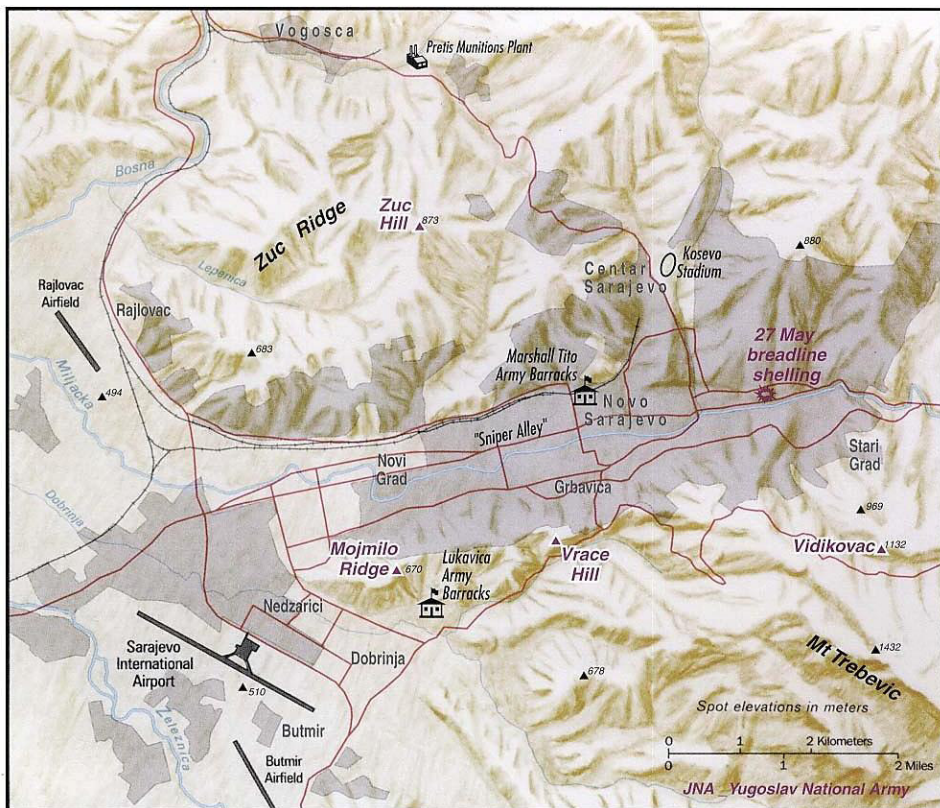 Vogosca
Pretis Munitions Plant
Bosna
Zuc Ridge
Zuc
Hill
873
Lepenica
880
Kosevo
Stadium
Centar
Sarajevo
Rajlovac
Airfield
Rajlovac
683
Marshall Tito
Army Barracks
27 May
breadline
shelling
Miljacka
494
Novo
Sarajevo
"Sniper Alley"
Novi
Grad
Stari
Grad
Grbavica
Dobrinja
969
Mojmilo
Ridge
670
Lukavica
Army
Barracks
Vrace
Hill
Vidikovac
1132
Nedzarici
Sarajevo
International
Airport
Dobrinja
1432
Mt Trebevic
678
510
Zeleznica
Butmir
Butmir
Airfield
Spot elevations in meters
0 1 2 Kilometers
0 2 Miles
JNA Yugoslav National Army